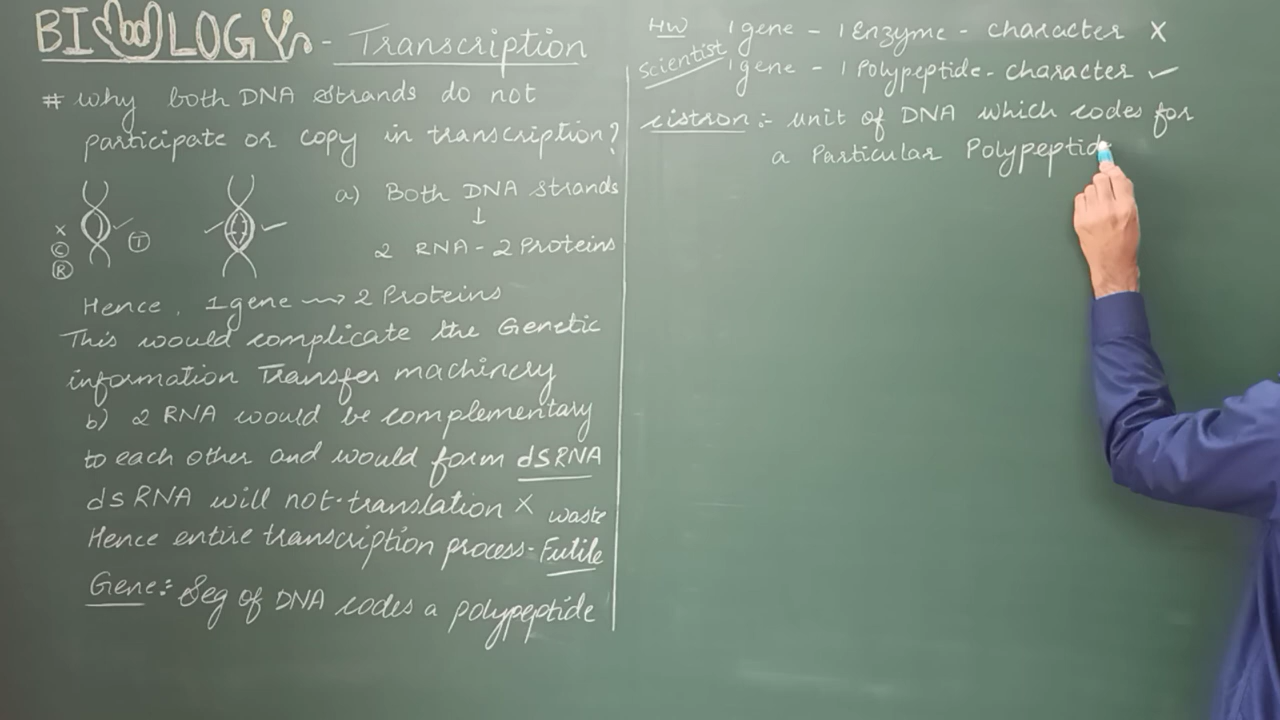 BIOLOGY - Transcription
# Why both DNA strands do not
participate or copy in transcription?
a) Both DNA strands
↓
2 RNA - 2 Proteins
X
C
R
T
Hence, 1 gene ⟿ 2 Proteins
This would complicate the Genetic
information Transfer machinery
b) 2 RNA would be complementary
to each other and would form dsRNA
dsRNA will not translation X waste
Hence entire transcription process - Futile
Gene:- Seg of DNA codes a polypeptide
HW 1 gene - 1 Enzyme - character X
Scientist 1 gene - 1 Polypeptide - character ✓
cistron :- unit of DNA which codes for
a Particular Polypeptid